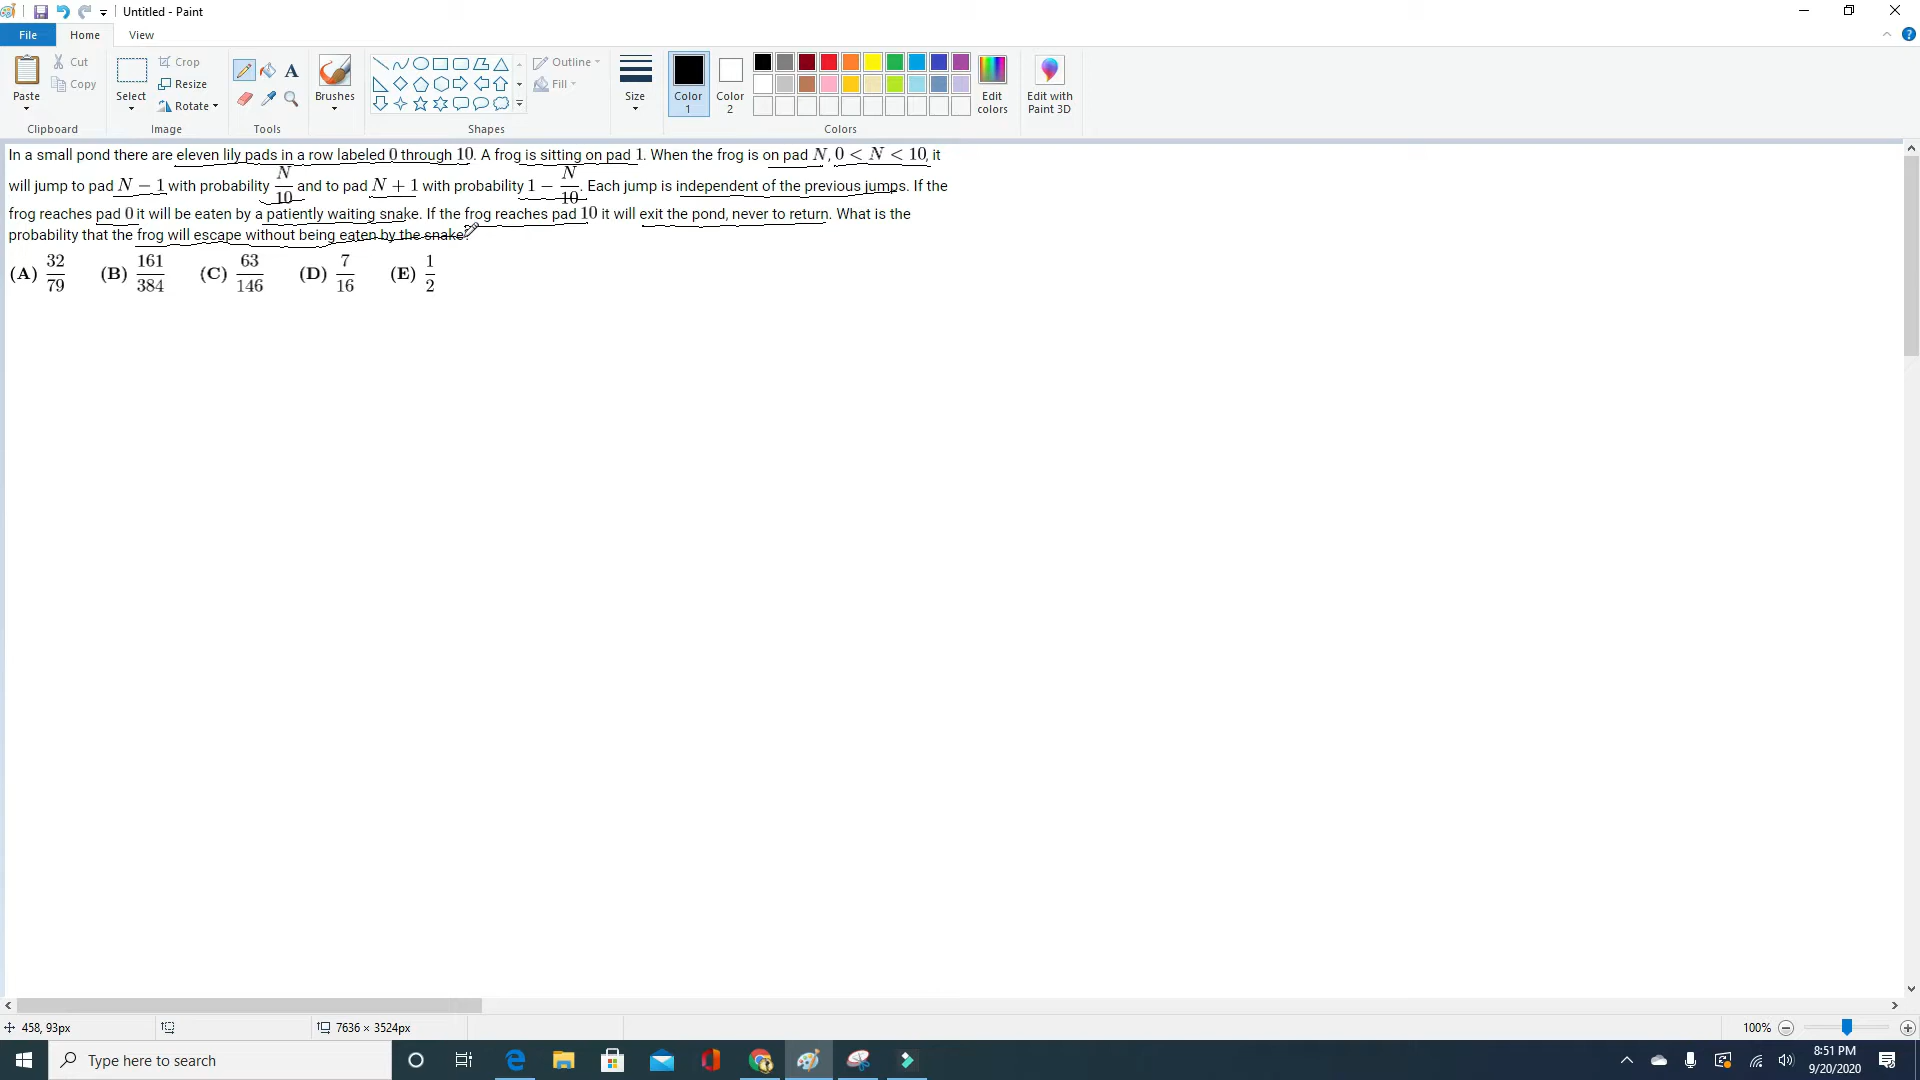 Untitled - Paint
File Home View
Cut
Copy
Paste
Clipboard
Crop
Resize
Rotate
Select
Image
A
Tools
Brushes
Outline
Fill
Shapes
Size
Color 1
Color 2
Edit colors
Colors
Edit with Paint 3D
In a small pond there are eleven lily pads in a row labeled 0 through 10. A frog is sitting on pad 1. When the frog is on pad N, 0 < N < 10, it
will jump to pad N − 1 with probability N/10 and to pad N + 1 with probability 1 − N/10. Each jump is independent of the previous jumps. If the
frog reaches pad 0 it will be eaten by a patiently waiting snake. If the frog reaches pad 10 it will exit the pond, never to return. What is the
probability that the frog will escape without being eaten by the snake?
(A) 32/79 (B) 161/384 (C) 63/146 (D) 7/16 (E) 1/2
458, 93px
7636 × 3524px
100%
Type here to search
8:51 PM
9/20/2020